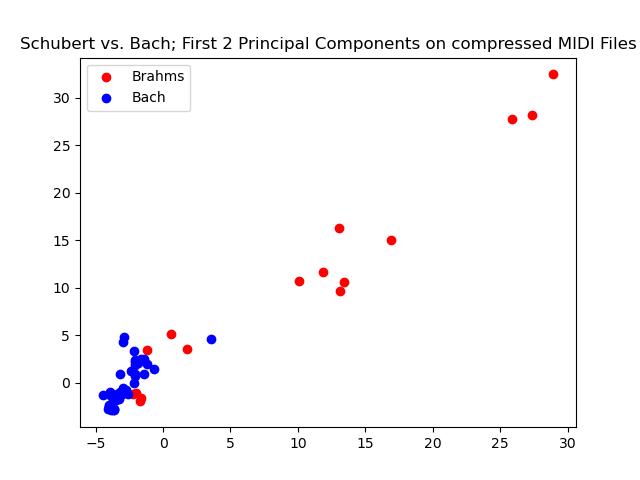 Schubert vs. Bach; First 2 Principal Components on compressed MIDI Files
Brahms
Bach
30
25
20
15
10
5
0
−5 0 5 10 15 20 25 30